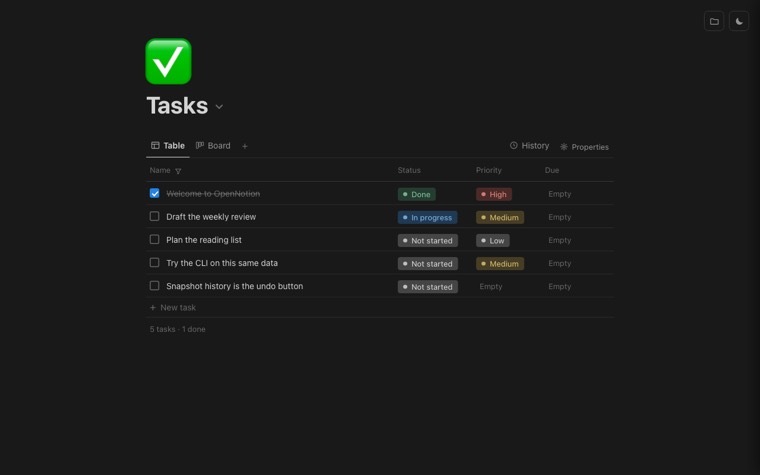 Tasks
Table Board + History Properties
Name Status Priority Due
Welcome to OpenNotion Done High Empty
Draft the weekly review In progress Medium Empty
Plan the reading list Not started Low Empty
Try the CLI on this same data Not started Medium Empty
Snapshot history is the undo button Not started Empty Empty
+ New task
5 tasks · 1 done